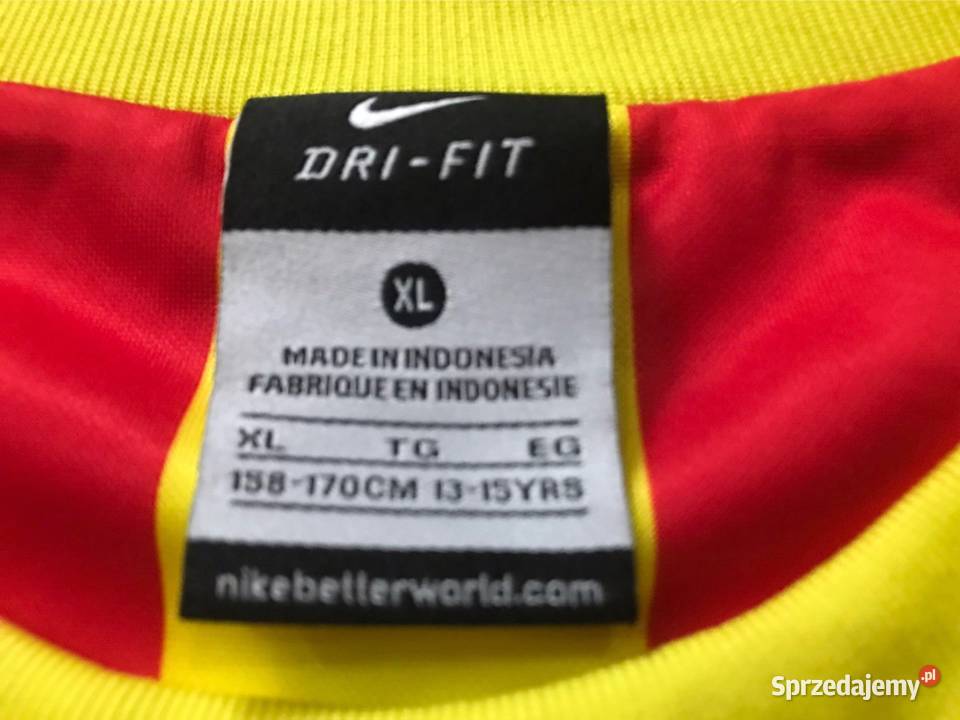 DRI-FIT
XL
MADE IN INDONESIA
FABRIQUE EN INDONESIE
XL TG EG
158-170CM 13-15YRS
nikebetterworld.com
Sprzedajemy.pl